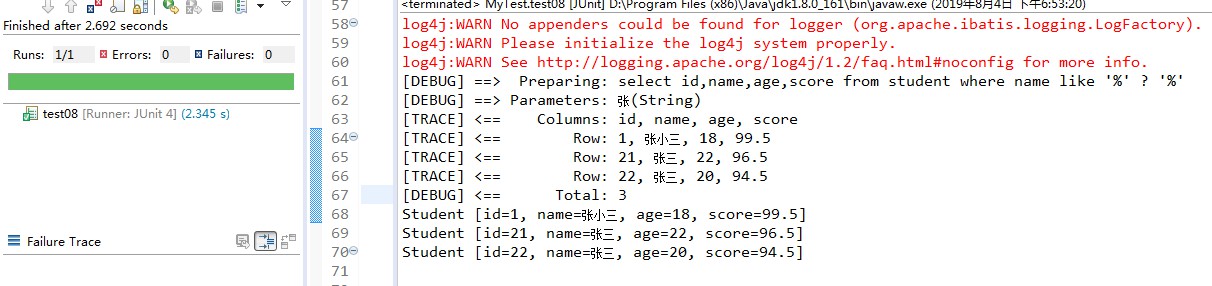 Finished after 2.692 seconds
Runs: 1/1 Errors: 0 Failures: 0
test08 [Runner: JUnit 4] (2.345 s)
Failure Trace
<terminated> MyTest.test08 [JUnit] D:\Program Files (x86)\Java\jdk1.8.0_161\bin\javaw.exe (2019年8月4日 下午6:53:20)
57
58 log4j:WARN No appenders could be found for logger (org.apache.ibatis.logging.LogFactory).
59 log4j:WARN Please initialize the log4j system properly.
60 log4j:WARN See http://logging.apache.org/log4j/1.2/faq.html#noconfig for more info.
61 [DEBUG] ==>  Preparing: select id,name,age,score from student where name like '%' ? '%'
62 [DEBUG] ==> Parameters: 张(String)
63 [TRACE] <==    Columns: id, name, age, score
64 [TRACE] <==        Row: 1, 张小三, 18, 99.5
65 [TRACE] <==        Row: 21, 张三, 22, 96.5
66 [TRACE] <==        Row: 22, 张三, 20, 94.5
67 [DEBUG] <==      Total: 3
68 Student [id=1, name=张小三, age=18, score=99.5]
69 Student [id=21, name=张三, age=22, score=96.5]
70 Student [id=22, name=张三, age=20, score=94.5]
71